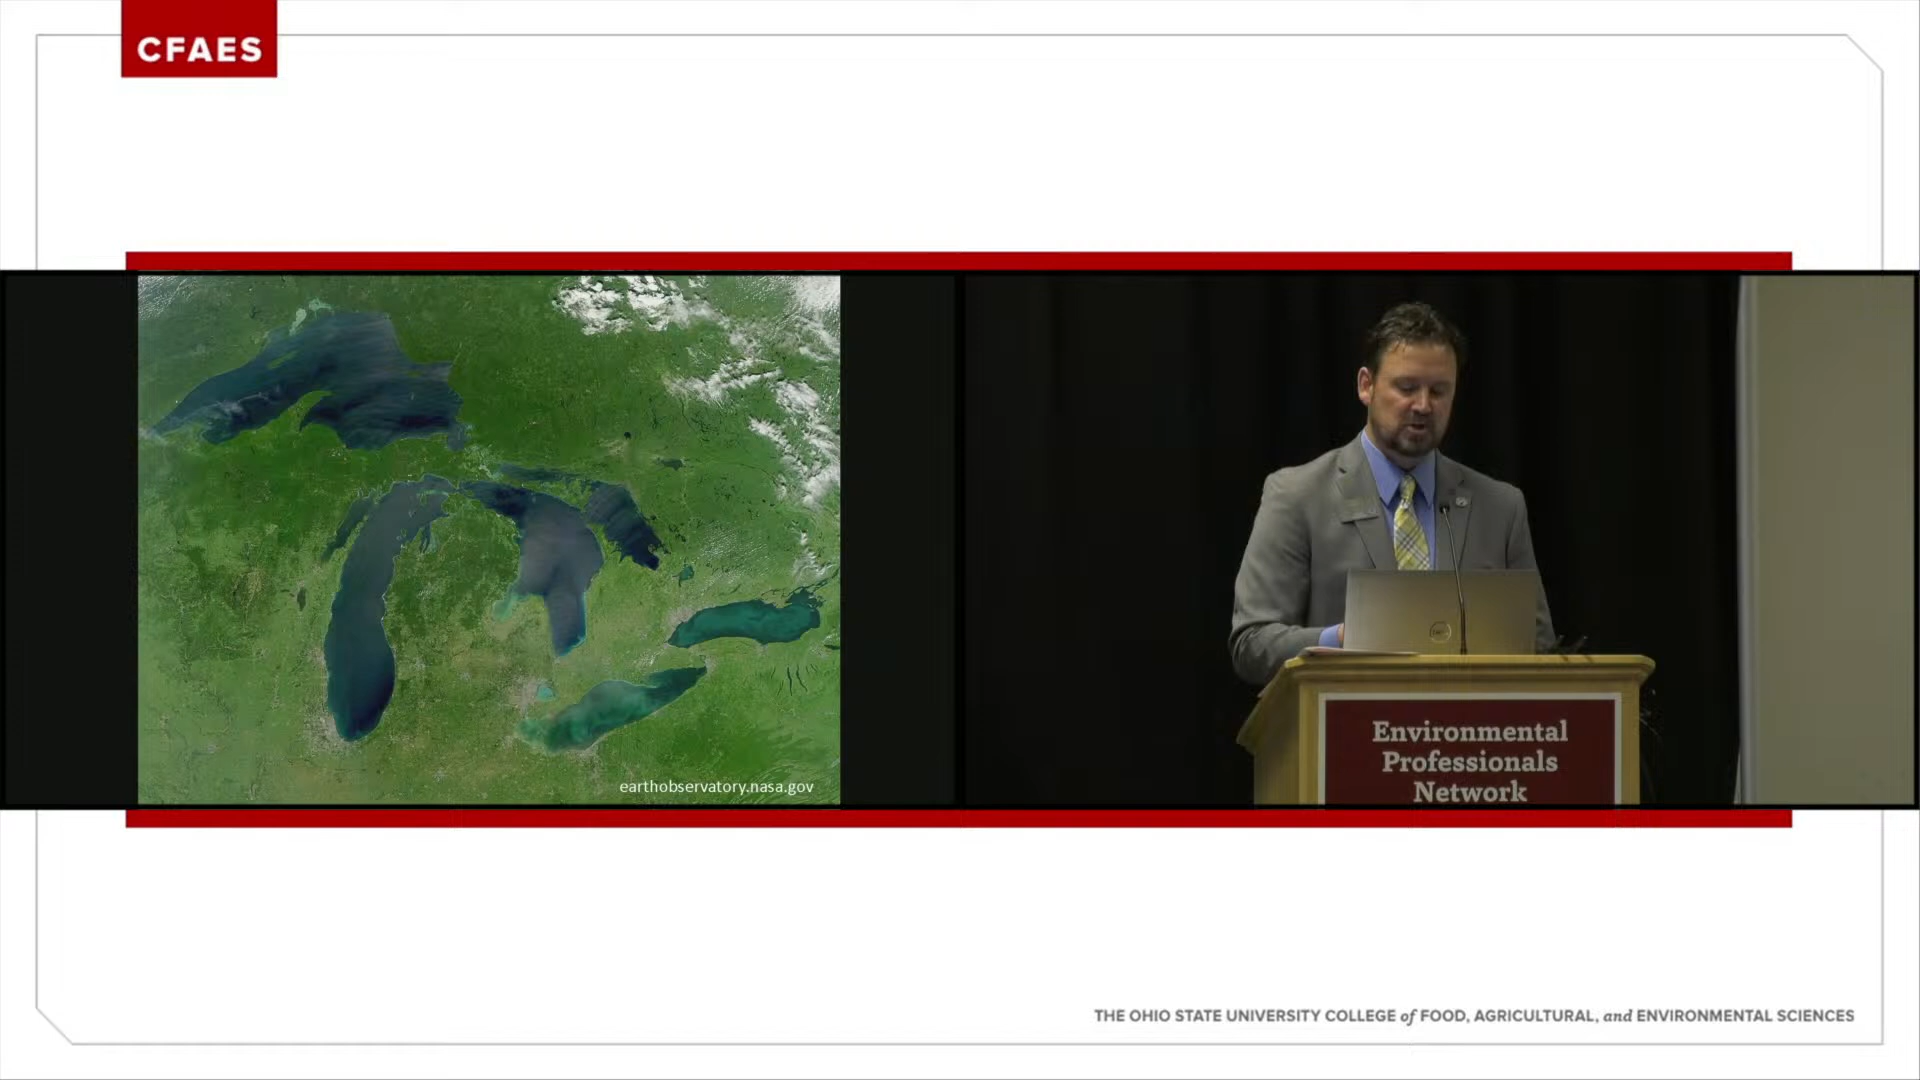 CFAES
earthobservatory.nasa.gov
Environmental
Professionals
Network
THE OHIO STATE UNIVERSITY COLLEGE of FOOD, AGRICULTURAL, and ENVIRONMENTAL SCIENCES